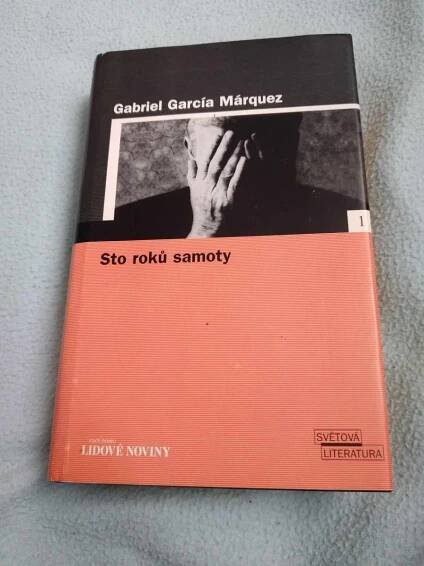 Gabriel García Márquez
1
Sto roků samoty
LIDOVÉ NOVINY
SVĚTOVÁ
LITERATURA